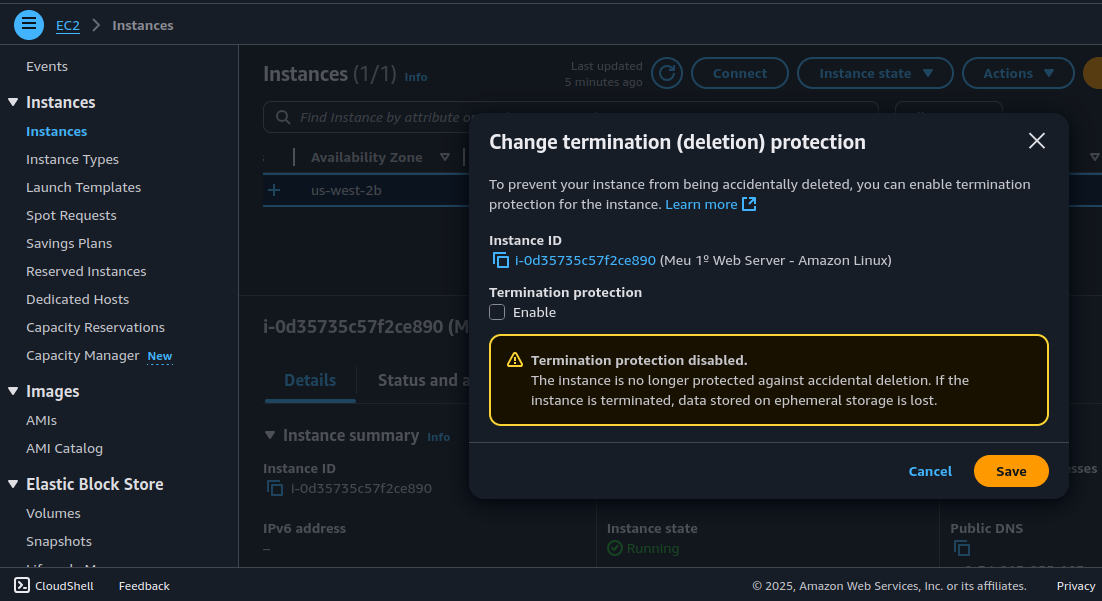 EC2 > Instances
Events
Instances
Instances
Instance Types
Launch Templates
Spot Requests
Savings Plans
Reserved Instances
Dedicated Hosts
Capacity Reservations
Capacity Manager New
Images
AMIs
AMI Catalog
Elastic Block Store
Volumes
Snapshots
Instances (1/1) Info
Last updated
5 minutes ago
Connect
Instance state
Actions
Find Instance by attribute or
Availability Zone
us-west-2b
i-0d35735c57f2ce890 (M
Details
Status and a
Instance summary Info
Instance ID
i-0d35735c57f2ce890
IPv6 address
–
Instance state
Running
esses
Public DNS
Change termination (deletion) protection
To prevent your instance from being accidentally deleted, you can enable termination
protection for the instance. Learn more
Instance ID
i-0d35735c57f2ce890 (Meu 1º Web Server - Amazon Linux)
Termination protection
Enable
Termination protection disabled.
The instance is no longer protected against accidental deletion. If the
instance is terminated, data stored on ephemeral storage is lost.
Cancel
Save
CloudShell
Feedback
© 2025, Amazon Web Services, Inc. or its affiliates.
Privacy